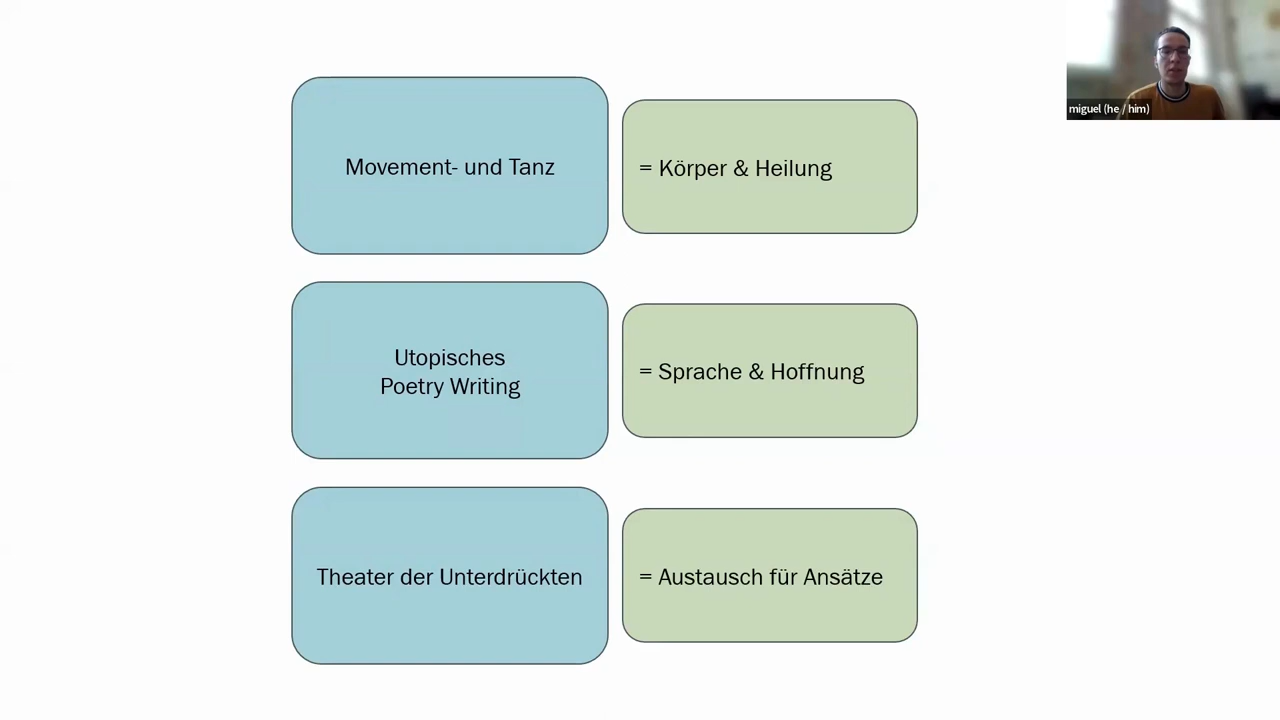 miguel (he / him)
Movement- und Tanz
= Körper & Heilung
Utopisches
Poetry Writing
= Sprache & Hoffnung
Theater der Unterdrückten
= Austausch für Ansätze